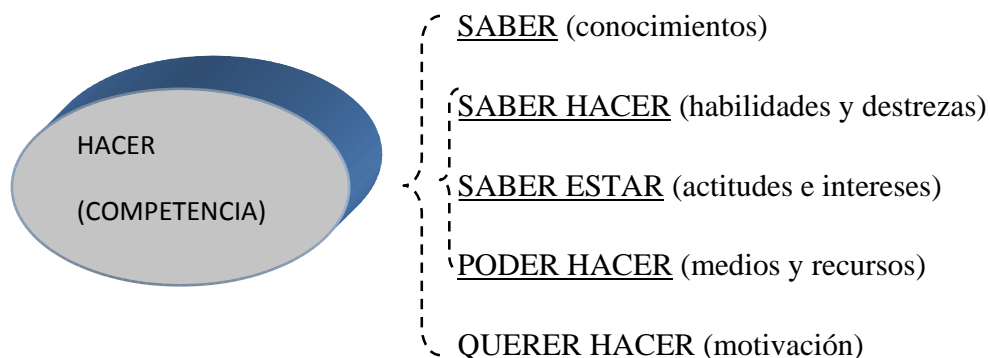 HACER
(COMPETENCIA)
SABER (conocimientos)
SABER HACER (habilidades y destrezas)
SABER ESTAR (actitudes e intereses)
PODER HACER (medios y recursos)
QUERER HACER (motivación)